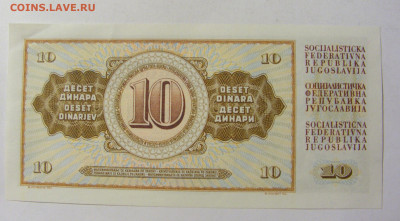 COINS.LAVE.RU
10
10
SOCIJALISTICKA
FEDERATIVNA
REPUBLIKA
JUGOSLAVIJA
ДЕСЕТ
ДИНАРА
DESET
DINARJEV
10
DESET
DINARA
ДЕСЕТ
ДИНАРИ
СОЦИЈАЛИСТИЧКА
ФЕДЕРАТИВНА
РЕПУБЛИКА
ЈУГОСЛАВИЈА
SOCIALISTIČNA
FEDERATIVNA
REPUBLIKA
JUGOSLAVIJA
10
10